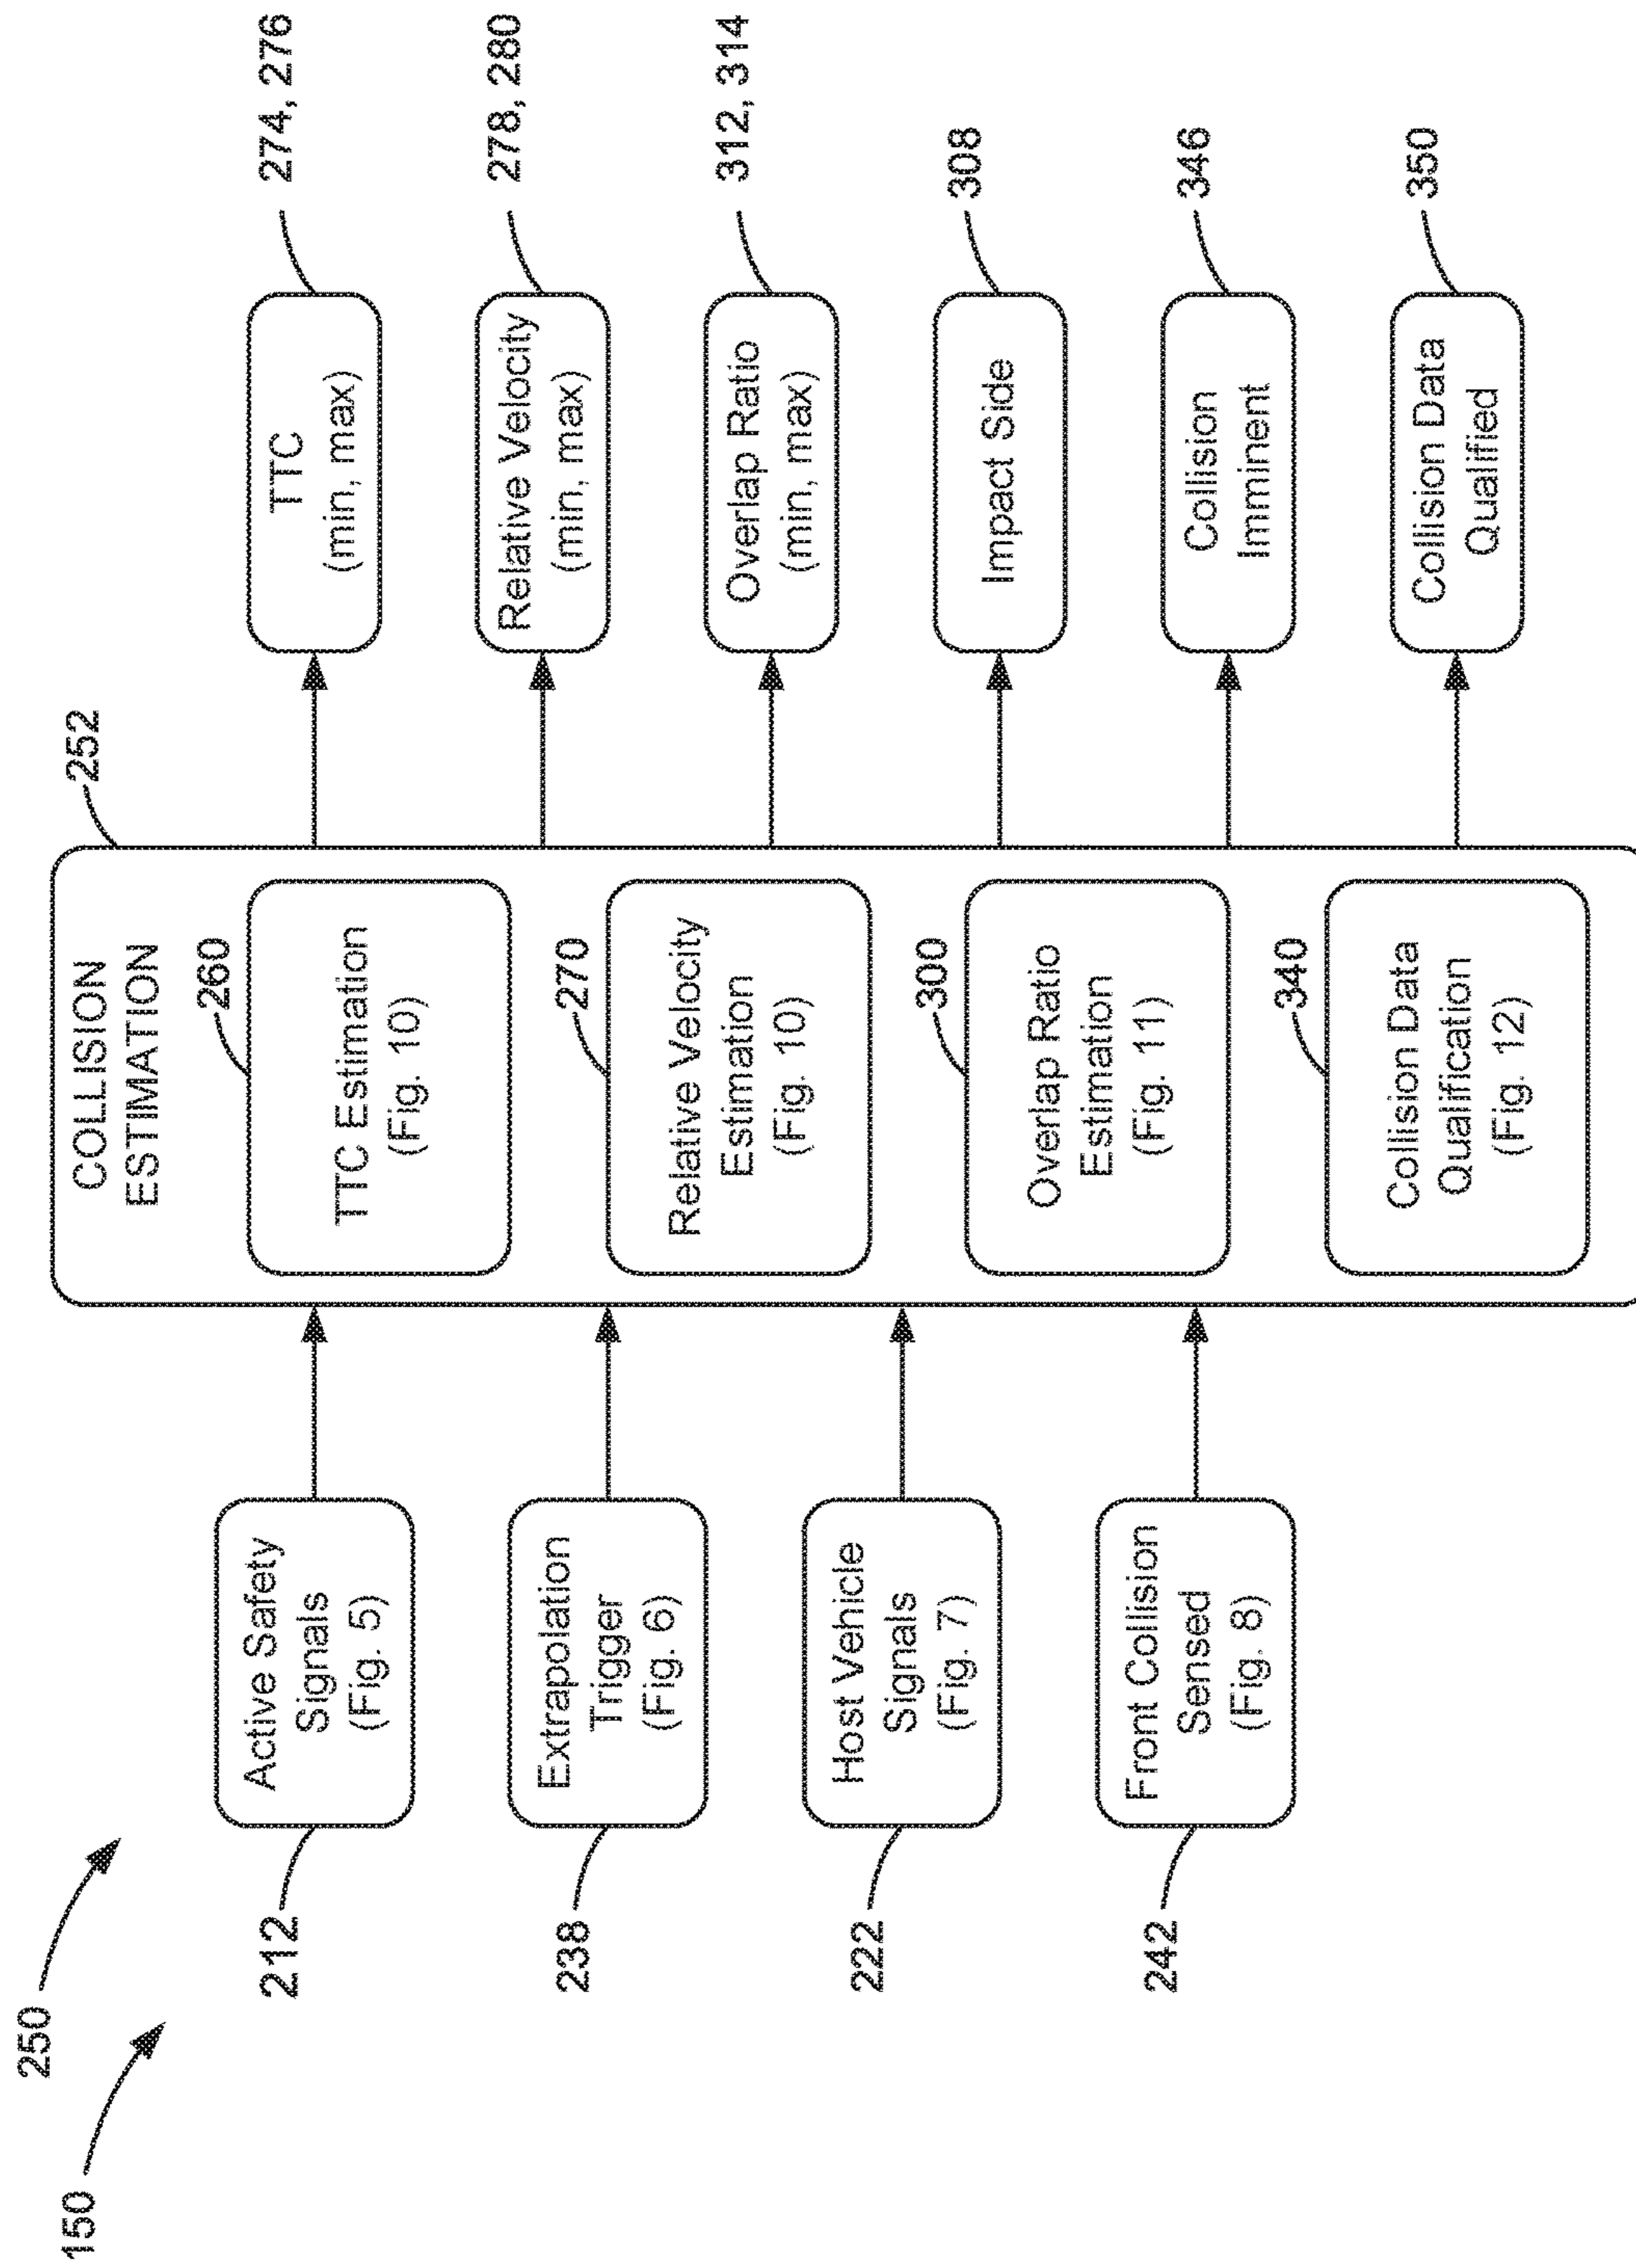 150
250
212
Active Safety
Signals
(Fig. 5)
238
Extrapolation
Trigger
(Fig. 6)
222
Host Vehicle
Signals
(Fig. 7)
242
Front Collision
Sensed
(Fig. 8)
252
COLLISION
ESTIMATION
260
TTC Estimation
(Fig. 10)
270
Relative Velocity
Estimation
(Fig. 10)
300
Overlap Ratio
Estimation
(Fig. 11)
340
Collision Data
Qualification
(Fig. 12)
TTC
(min, max)
274, 276
Relative Velocity
(min, max)
278, 280
Overlap Ratio
(min, max)
312, 314
Impact Side
308
Collision
Imminent
346
Collision Data
Qualified
350